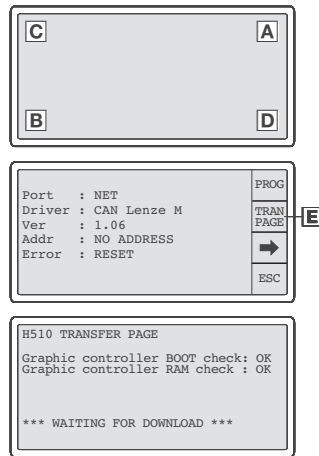 C A
B D
PROG
Port : NET
Driver : CAN Lenze M
Ver : 1.06
Addr : NO ADDRESS
Error : RESET
TRAN
PAGE
E
ESC
H510 TRANSFER PAGE
Graphic controller BOOT check: OK
Graphic controller RAM check : OK
*** WAITING FOR DOWNLOAD ***